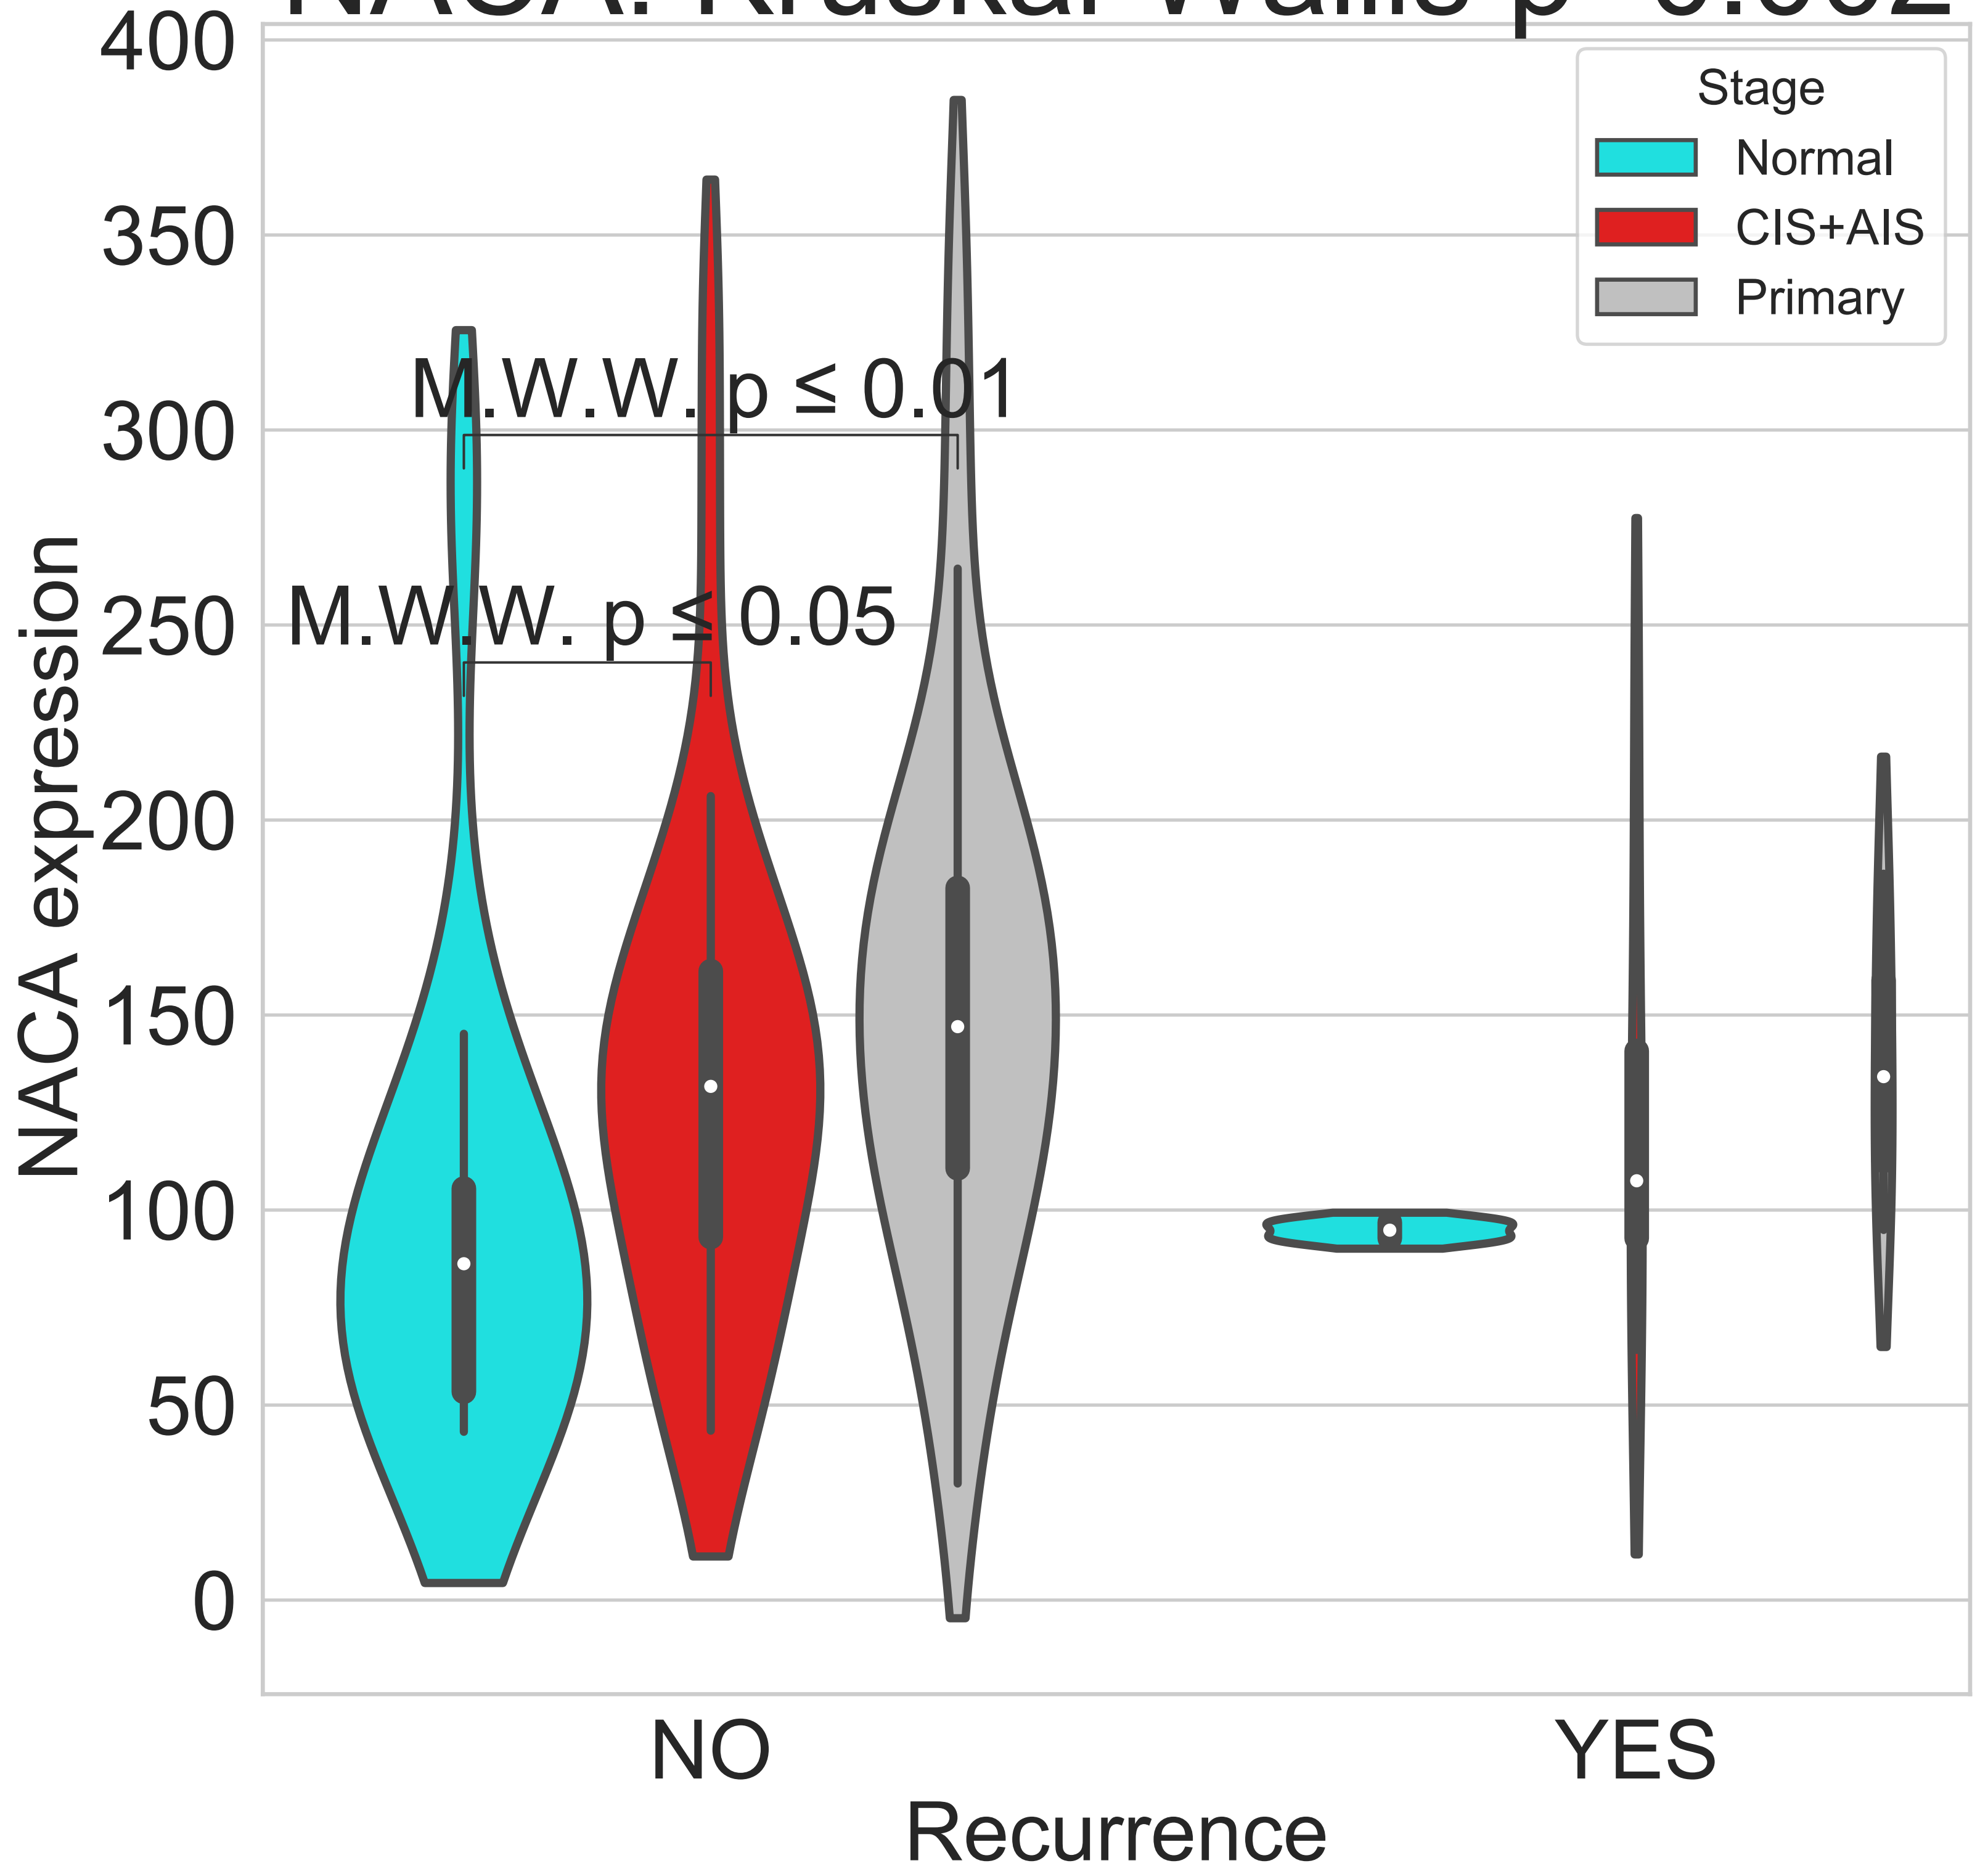 400
350
300
250
200
150
100
50
0
NACA expression
Stage
Normal
CIS+AIS
Primary
M.W.W. p ≤ 0.01
M.W.W. p ≤ 0.05
NO
YES
Recurrence